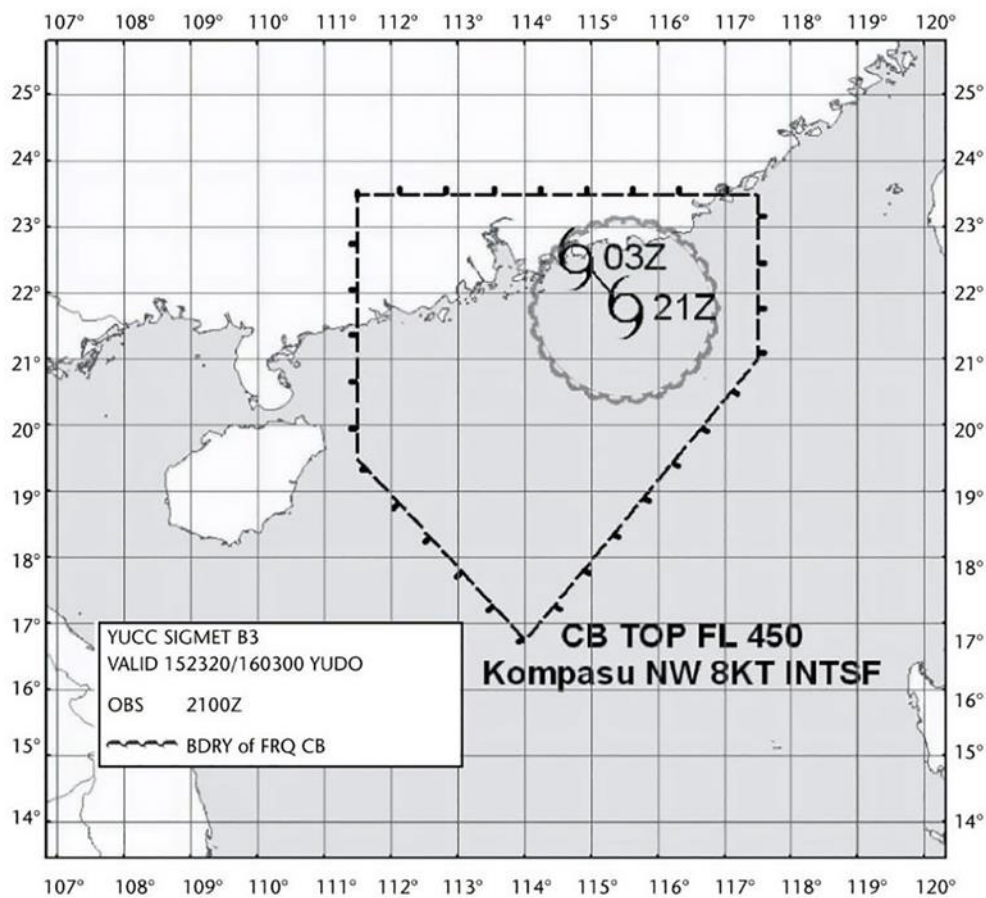 107° 108° 109° 110° 111° 112° 113° 114° 115° 116° 117° 118° 119° 120°
25° 25°
24° 24°
23° 23°
03Z
22° 22°
21Z
21° 21°
20° 20°
19° 19°
18° 18°
17° 17°
CB TOP FL 450
Kompasu NW 8KT INTSF
YUCC SIGMET B3
VALID 152320/160300 YUDO
OBS 2100Z
BDRY of FRQ CB
16° 16°
15° 15°
14° 14°
107° 108° 109° 110° 111° 112° 113° 114° 115° 116° 117° 118° 119° 120°